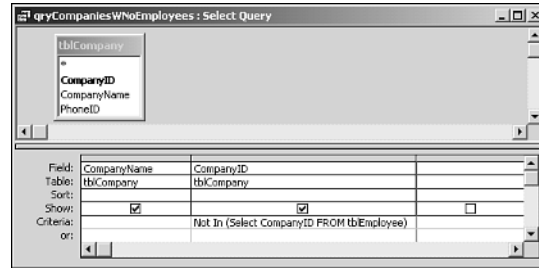 qryCompaniesWNoEmployees : Select Query
tblCompany
*
CompanyID
CompanyName
PhoneID
Field: CompanyName CompanyID
Table: tblCompany tblCompany
Sort:
Show:
Criteria: Not In (Select CompanyID FROM tblEmployee)
or: